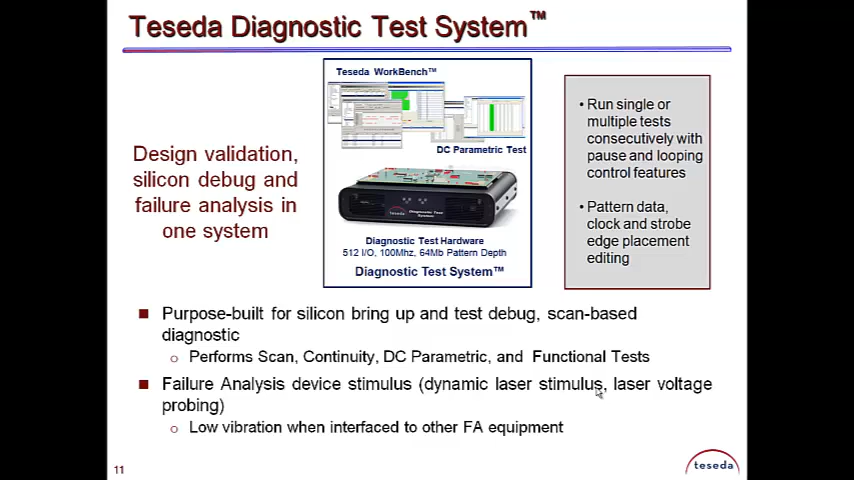 Teseda Diagnostic Test System™
Design validation,
silicon debug and
failure analysis in
one system
Teseda WorkBench™
DC Parametric Test
teseda Diagnostic Test
System™
Diagnostic Test Hardware
512 I/O, 100Mhz, 64Mb Pattern Depth
Diagnostic Test System™
• Run single or
multiple tests
consecutively with
pause and looping
control features
• Pattern data,
clock and strobe
edge placement
editing
■ Purpose-built for silicon bring up and test debug, scan-based
diagnostic
o Performs Scan, Continuity, DC Parametric, and Functional Tests
■ Failure Analysis device stimulus (dynamic laser stimulus, laser voltage
probing)
o Low vibration when interfaced to other FA equipment
11
teseda